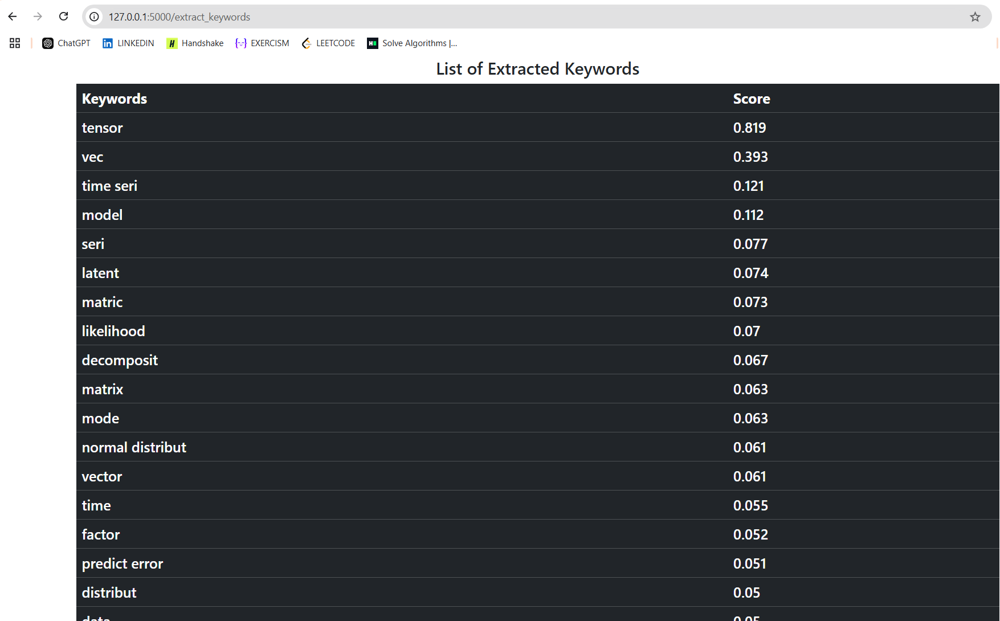 127.0.0.1:5000/extract_keywords
ChatGPT LINKEDIN Handshake EXERCISM LEETCODE Solve Algorithms |...
List of Extracted Keywords
Keywords Score
tensor 0.819
vec 0.393
time seri 0.121
model 0.112
seri 0.077
latent 0.074
matric 0.073
likelihood 0.07
decomposit 0.067
matrix 0.063
mode 0.063
normal distribut 0.061
vector 0.061
time 0.055
factor 0.052
predict error 0.051
distribut 0.05
data 0.05